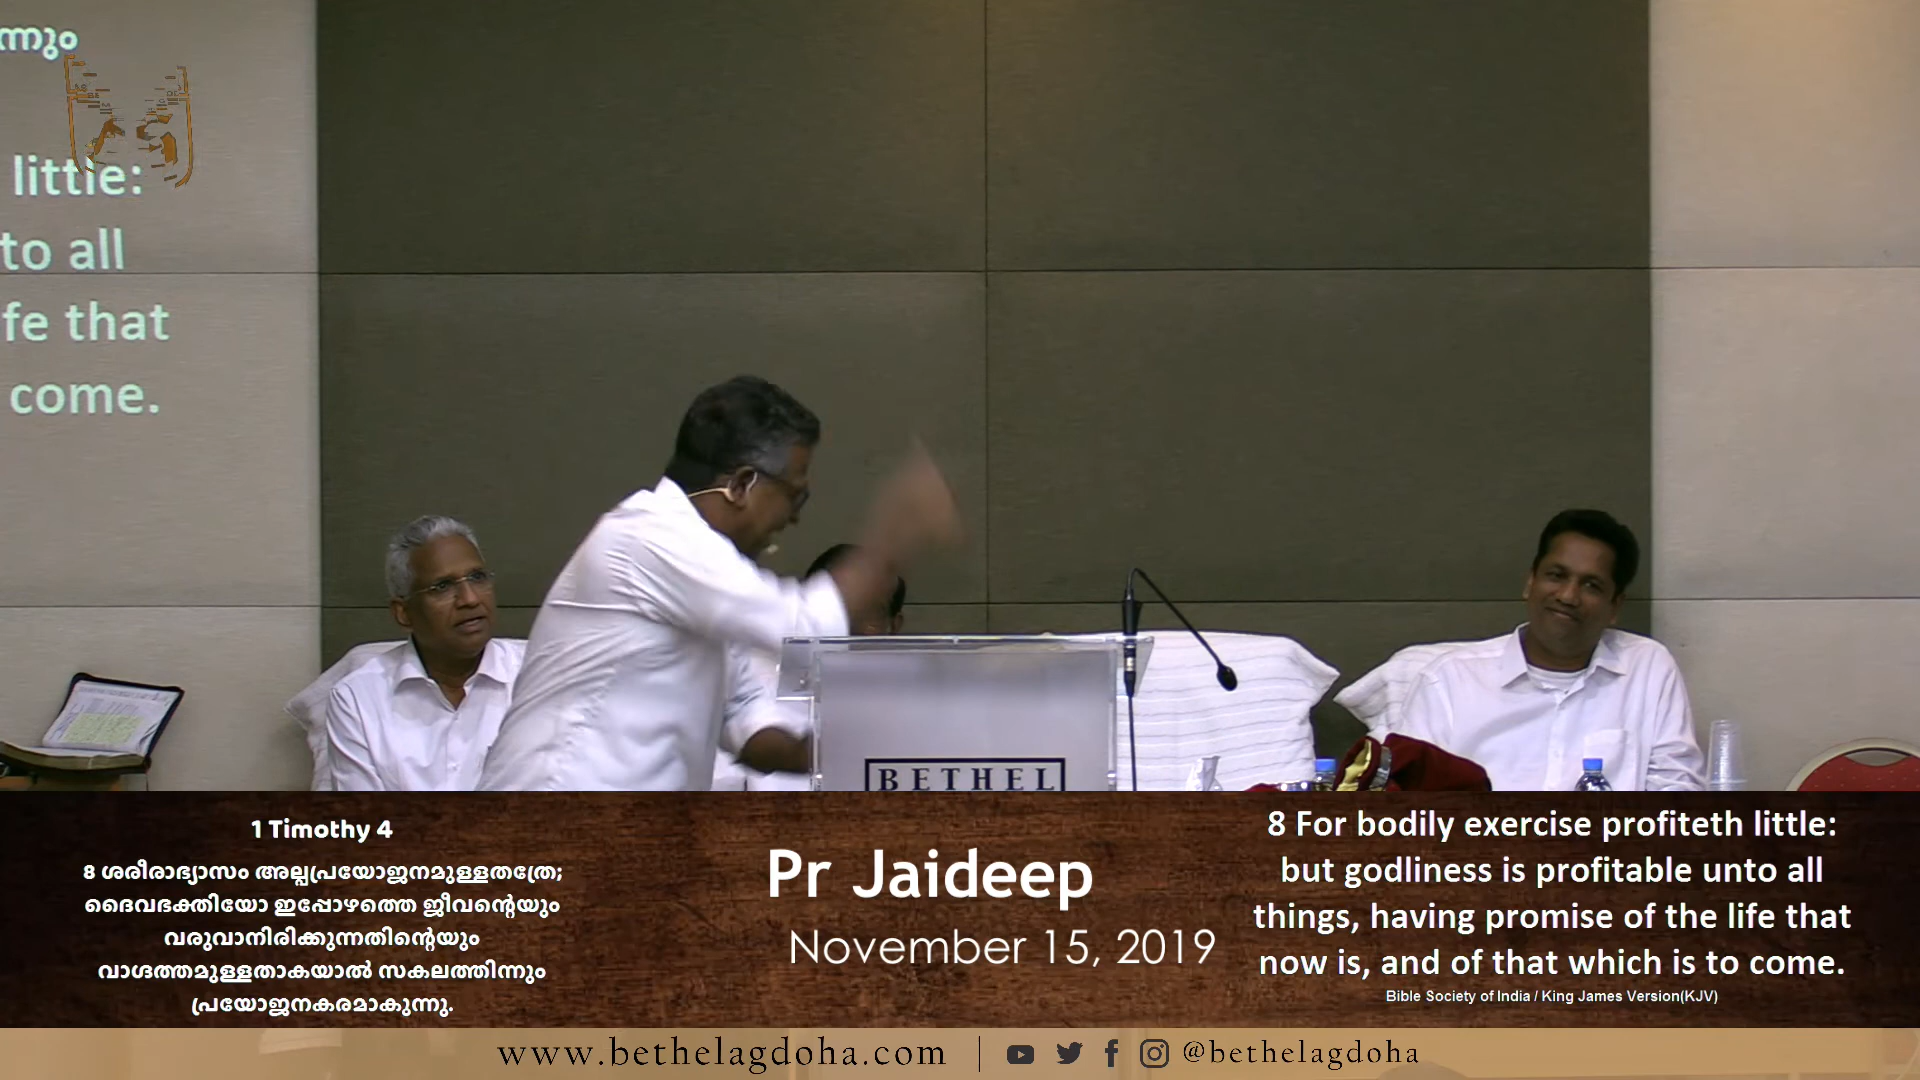 ന്നും
little:
to all
fe that
come.
BETHEL
1 Timothy 4
8 ശരീരാഭ്യാസം അല്പപ്രയോജനമുള്ളതത്രേ;
ദൈവഭക്തിയോ ഇപ്പോഴത്തെ ജീവന്റെയും
വരുവാനിരിക്കുന്നതിന്റെയും
വാഗ്ദത്തമുള്ളതാകയാൽ സകലത്തിന്നും
പ്രയോജനകരമാകുന്നു.
Pr Jaideep
November 15, 2019
8 For bodily exercise profiteth little:
but godliness is profitable unto all
things, having promise of the life that
now is, and of that which is to come.
Bible Society of India / King James Version(KJV)
www.bethelagdoha.com
@bethelagdoha